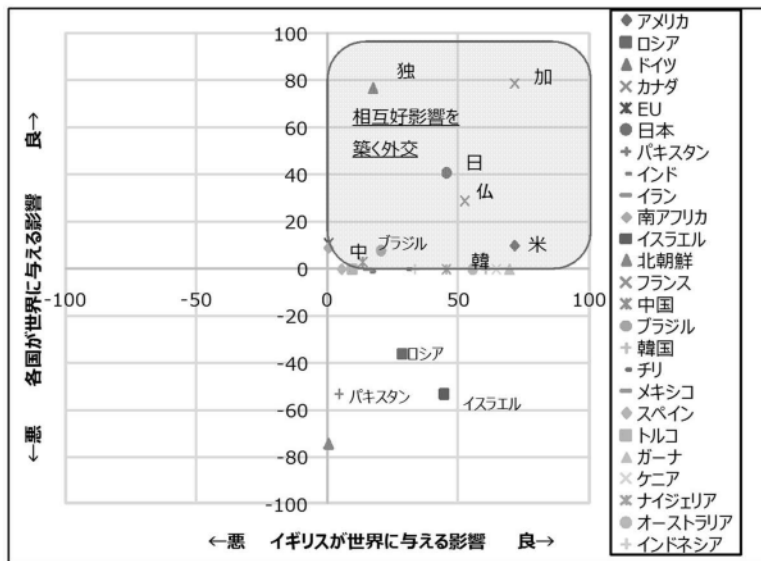 100
80
60
40
20
0
-20
-40
-60
-80
-100
-100
-50
0
50
100
←悪 各国が世界に与える影響 良→
←悪 イギリスが世界に与える影響 良→
独
加
相互好影響を
築く外交
日
仏
中
ブラジル
米
韓
ロシア
パキスタン
イスラエル
アメリカ
ロシア
ドイツ
カナダ
EU
日本
パキスタン
インド
イラン
南アフリカ
イスラエル
北朝鮮
フランス
中国
ブラジル
韓国
チリ
メキシコ
スペイン
トルコ
ガーナ
ケニア
ナイジェリア
オーストラリア
インドネシア